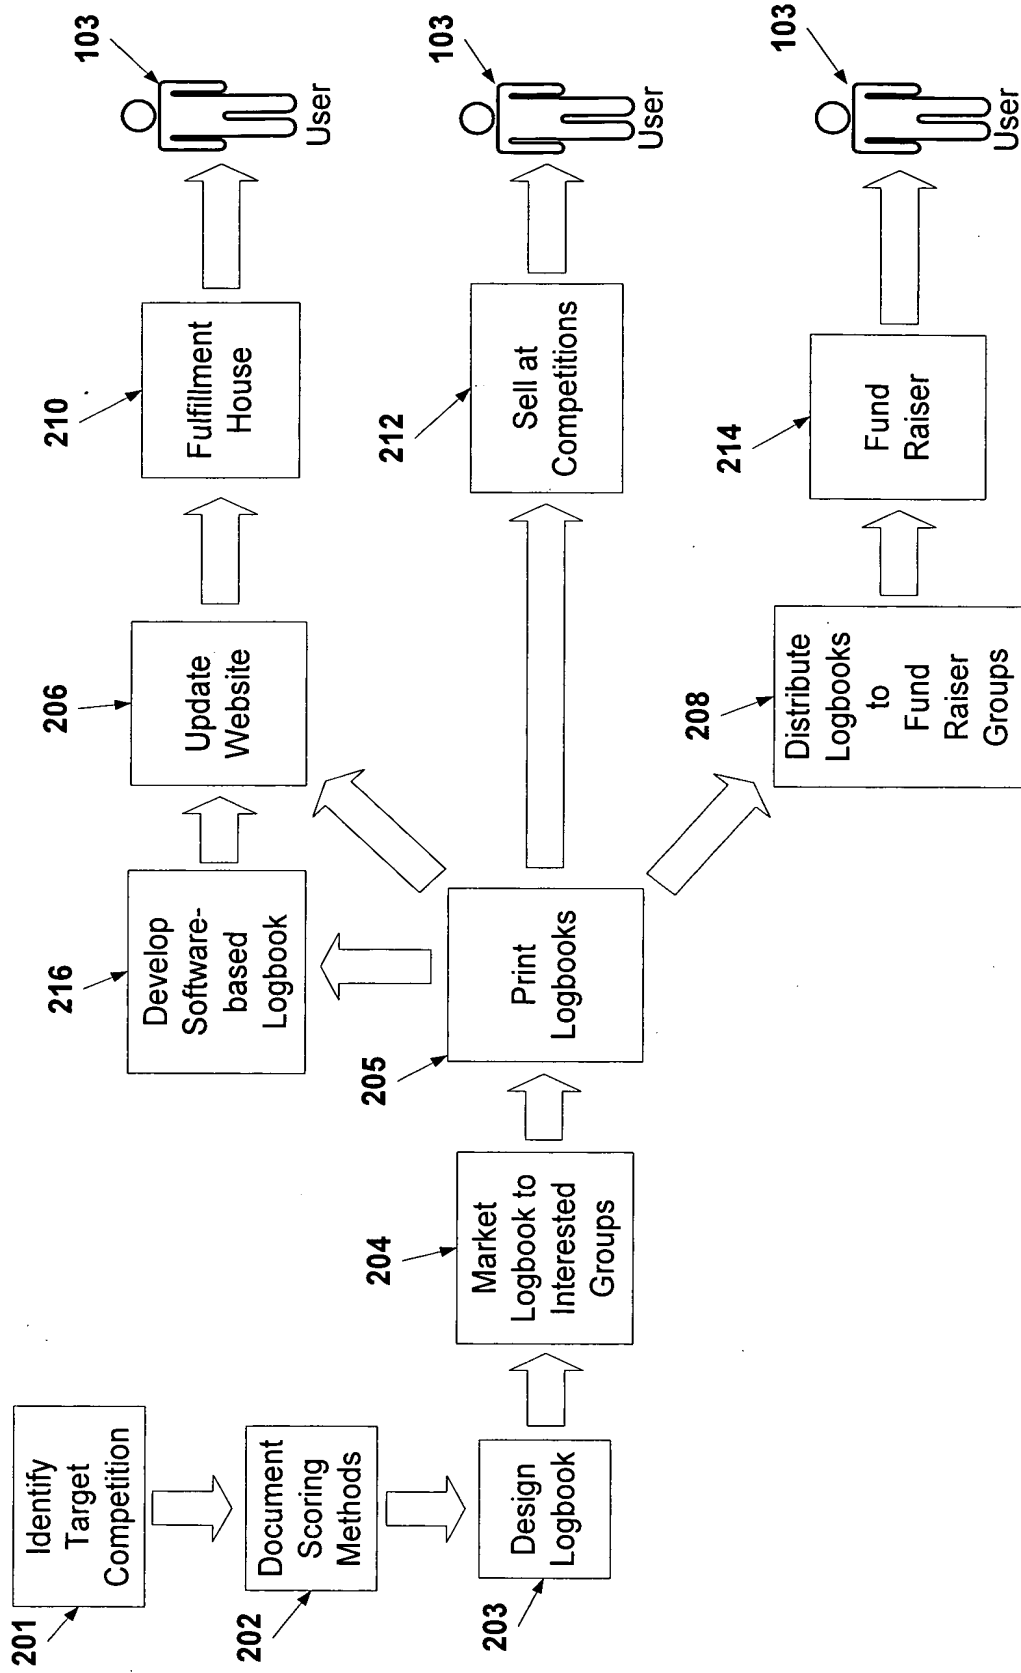 201
Identify
Target
Competition
202
Document
Scoring
Methods
203
Design
Logbook
204
Market
Logbook to
Interested
Groups
205
Print
Logbooks
216
Develop
Software-
based
Logbook
206
Update
Website
210
Fulfillment
House
103
User
212
Sell at
Competitions
103
User
208
Distribute
Logbooks
to
Fund
Raiser
Groups
214
Fund
Raiser
103
User